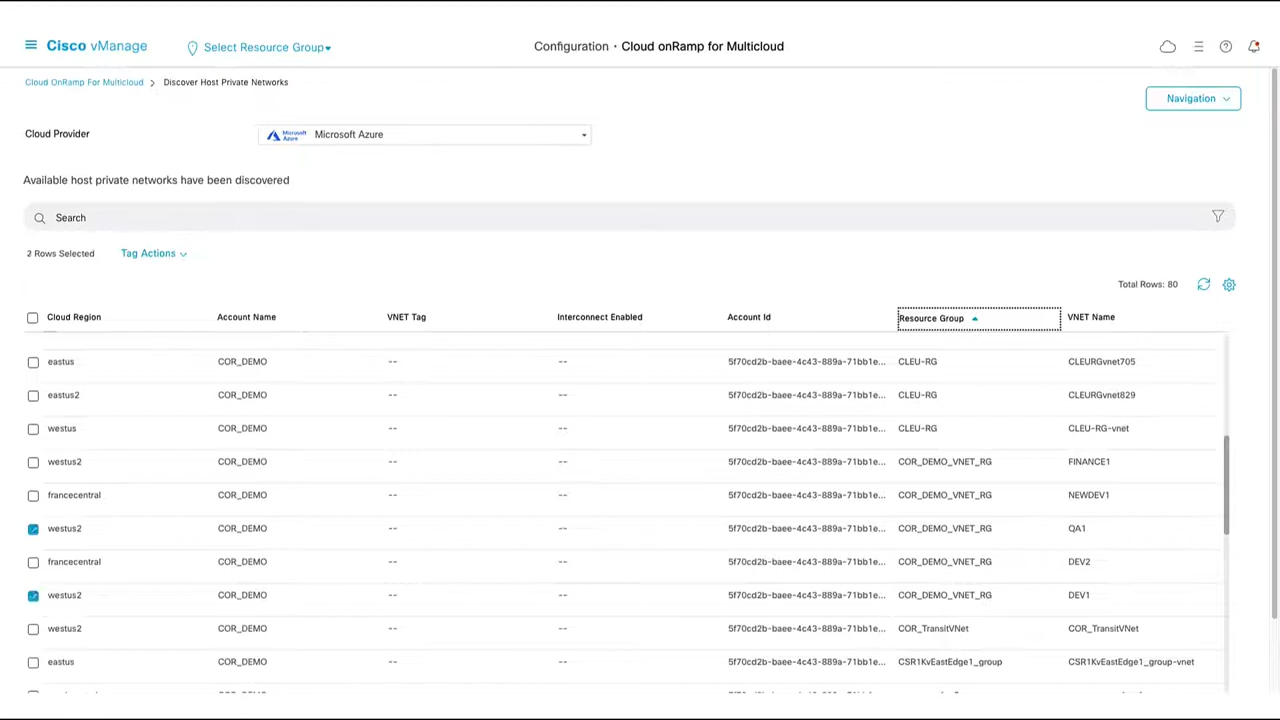 Cisco vManage
Select Resource Group
Configuration · Cloud onRamp for Multicloud
Cloud OnRamp For Multicloud > Discover Host Private Networks
Navigation
Cloud Provider
Microsoft Azure Microsoft Azure
Available host private networks have been discovered
Search
2 Rows Selected Tag Actions
Total Rows: 80
Cloud Region Account Name VNET Tag Interconnect Enabled Account Id Resource Group VNET Name
eastus COR_DEMO -- -- 5f70cd2b-baee-4c43-889a-71bb1e... CLEU-RG CLEURGvnet705
eastus2 COR_DEMO -- -- 5f70cd2b-baee-4c43-889a-71bb1e... CLEU-RG CLEURGvnet829
westus COR_DEMO -- -- 5f70cd2b-baee-4c43-889a-71bb1e... CLEU-RG CLEU-RG-vnet
westus2 COR_DEMO -- -- 5f70cd2b-baee-4c43-889a-71bb1e... COR_DEMO_VNET_RG FINANCE1
francecentral COR_DEMO -- -- 5f70cd2b-baee-4c43-889a-71bb1e... COR_DEMO_VNET_RG NEWDEV1
westus2 COR_DEMO -- -- 5f70cd2b-baee-4c43-889a-71bb1e... COR_DEMO_VNET_RG QA1
francecentral COR_DEMO -- -- 5f70cd2b-baee-4c43-889a-71bb1e... COR_DEMO_VNET_RG DEV2
westus2 COR_DEMO -- -- 5f70cd2b-baee-4c43-889a-71bb1e... COR_DEMO_VNET_RG DEV1
westus2 COR_DEMO -- -- 5f70cd2b-baee-4c43-889a-71bb1e... COR_TransitVNet COR_TransitVNet
eastus COR_DEMO -- -- 5f70cd2b-baee-4c43-889a-71bb1e... CSR1KvEastEdge1_group CSR1KvEastEdge1_group-vnet